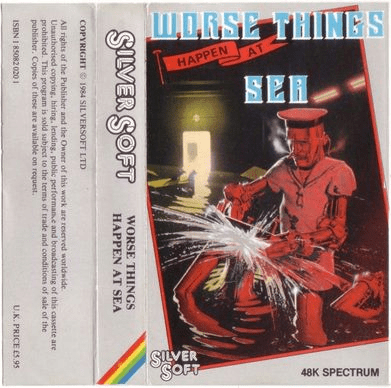 COPYRIGHT © 1984 SILVERSOFT LTD
All rights of the Publisher and the Owner of this work are reserved worldwide.
Unauthorised copying, hiring, lending, public performance and broadcasting of this cassette are
prohibited. This program is sold subject to the terms of trade and conditions of sale of the
publisher. Copies of these are available on request.
ISBN 1 85082 020 1
U.K. PRICE £5.95
SILVER SOFT
WORSE THINGS
HAPPEN AT SEA
WORSE THINGS
HAPPEN AT
SEA
SILVER
SOFT
48K SPECTRUM